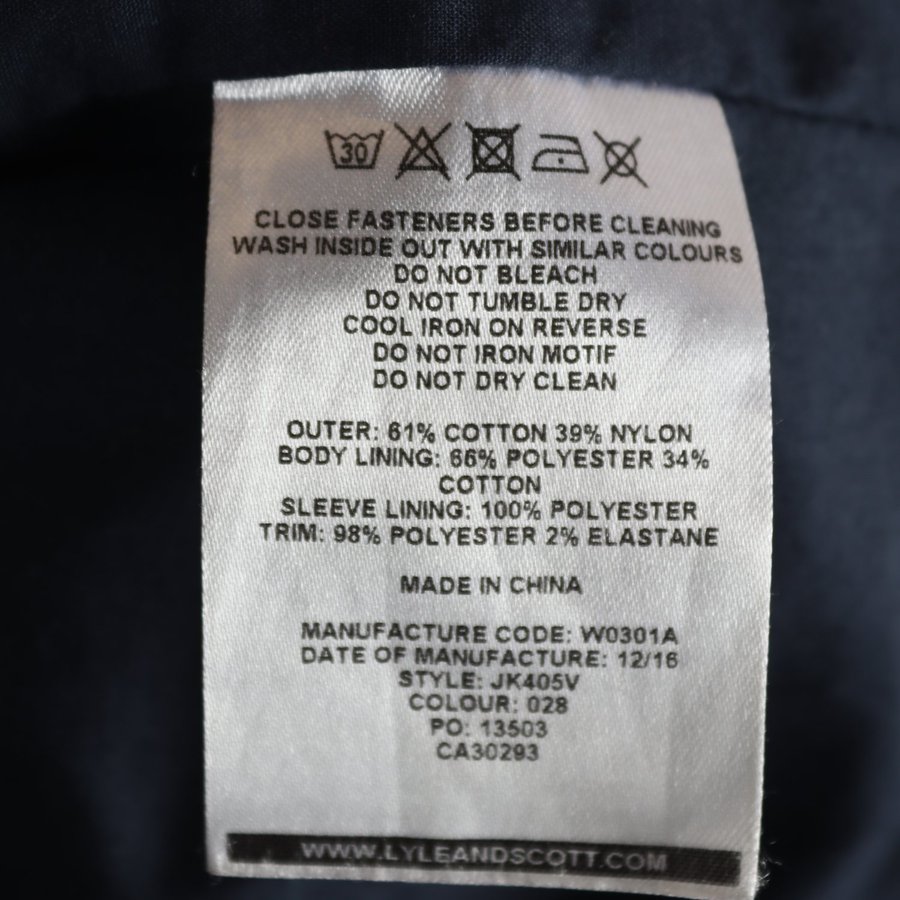 30
CLOSE FASTENERS BEFORE CLEANING
WASH INSIDE OUT WITH SIMILAR COLOURS
DO NOT BLEACH
DO NOT TUMBLE DRY
COOL IRON ON REVERSE
DO NOT IRON MOTIF
DO NOT DRY CLEAN
OUTER: 61% COTTON 39% NYLON
BODY LINING: 66% POLYESTER 34%
COTTON
SLEEVE LINING: 100% POLYESTER
TRIM: 98% POLYESTER 2% ELASTANE
MADE IN CHINA
MANUFACTURE CODE: W0301A
DATE OF MANUFACTURE: 12/16
STYLE: JK405V
COLOUR: 028
PO: 13503
CA30293
WWW.LYLEANDSCOTT.COM